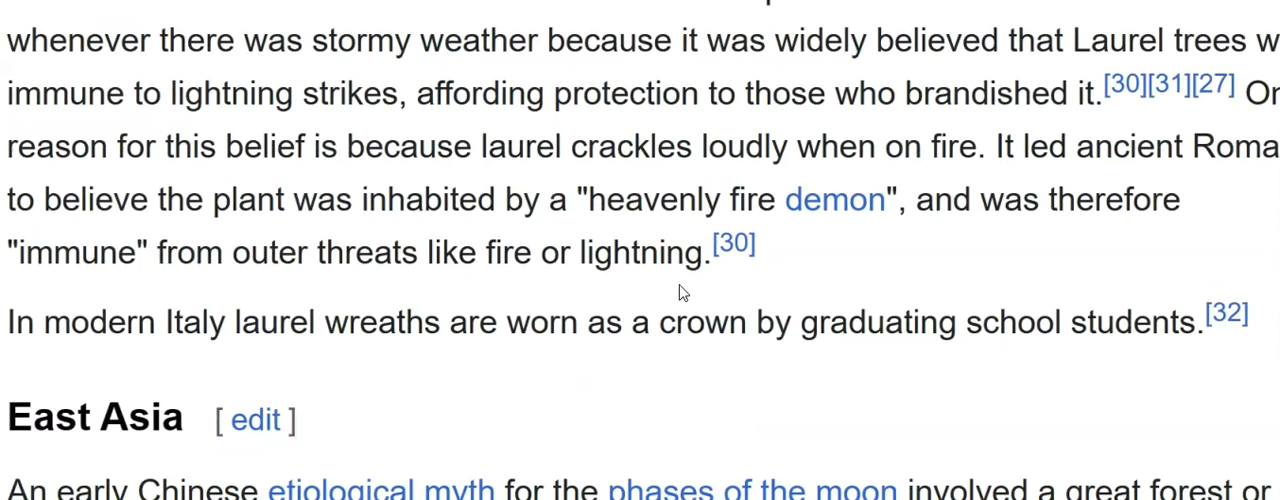 whenever there was stormy weather because it was widely believed that Laurel trees w
immune to lightning strikes, affording protection to those who brandished it.[30][31][27] On
reason for this belief is because laurel crackles loudly when on fire. It led ancient Roma
to believe the plant was inhabited by a "heavenly fire demon", and was therefore
"immune" from outer threats like fire or lightning.[30]
In modern Italy laurel wreaths are worn as a crown by graduating school students.[32]
East Asia [ edit ]
An early Chinese etiological myth for the phases of the moon involved a great forest or